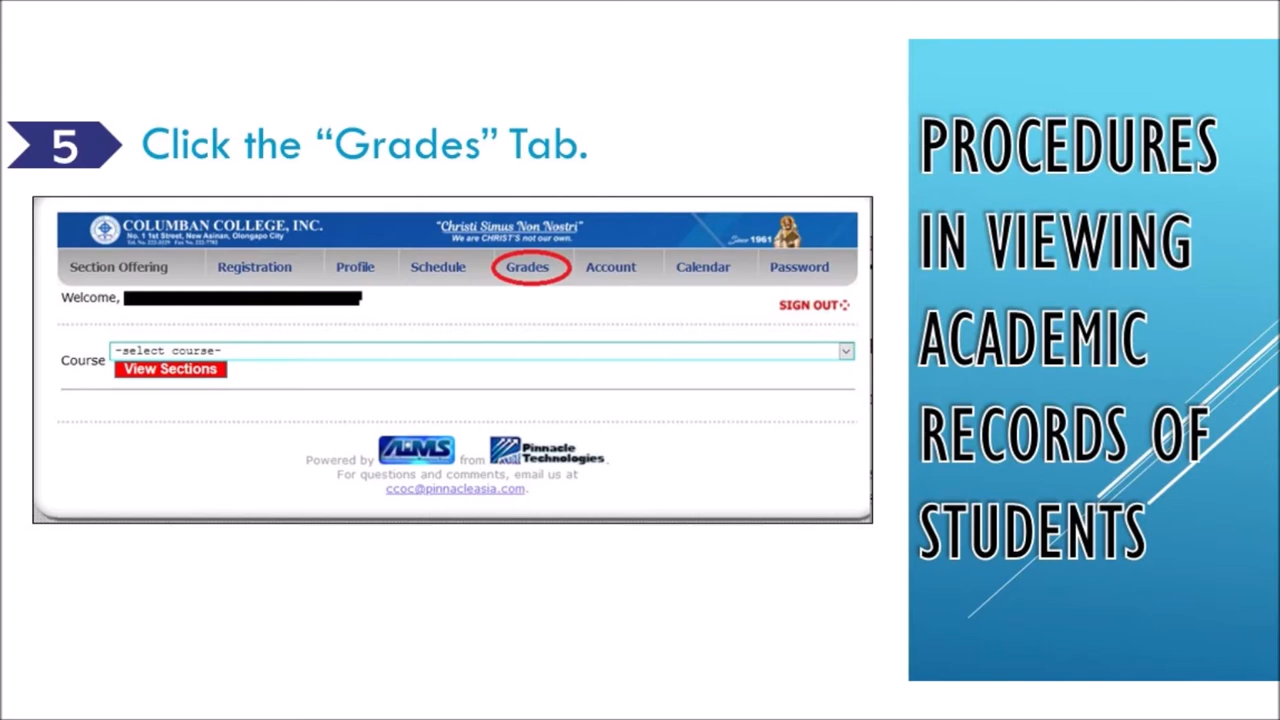 5
Click the “Grades” Tab.
COLUMBAN COLLEGE, INC.
No. 1 1st Street, New Asinan, Olongapo City
"Christi Simus Non Nostri"
We are CHRIST'S not our own.
Since 1961
Section Offering Registration Profile Schedule Grades Account Calendar Password
Welcome,
SIGN OUT
Course -select course-
View Sections
Powered by AIMS from Pinnacle Technologies.
For questions and comments, email us at
ccoc@pinnacleasia.com.
PROCEDURES
IN VIEWING
ACADEMIC
RECORDS OF
STUDENTS